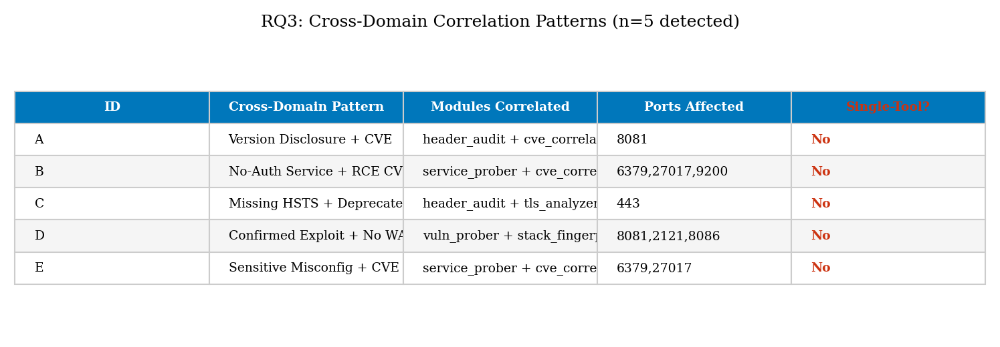 RQ3: Cross-Domain Correlation Patterns (n=5 detected)
ID Cross-Domain Pattern Modules Correlated Ports Affected Single-Tool?
A Version Disclosure + CVE header_audit + cve_correla 8081 No
B No-Auth Service + RCE CV service_prober + cve_corre 6379,27017,9200 No
C Missing HSTS + Deprecate header_audit + tls_analyzer 443 No
D Confirmed Exploit + No WA vuln_prober + stack_fingerp 8081,2121,8086 No
E Sensitive Misconfig + CVE service_prober + cve_corre 6379,27017 No